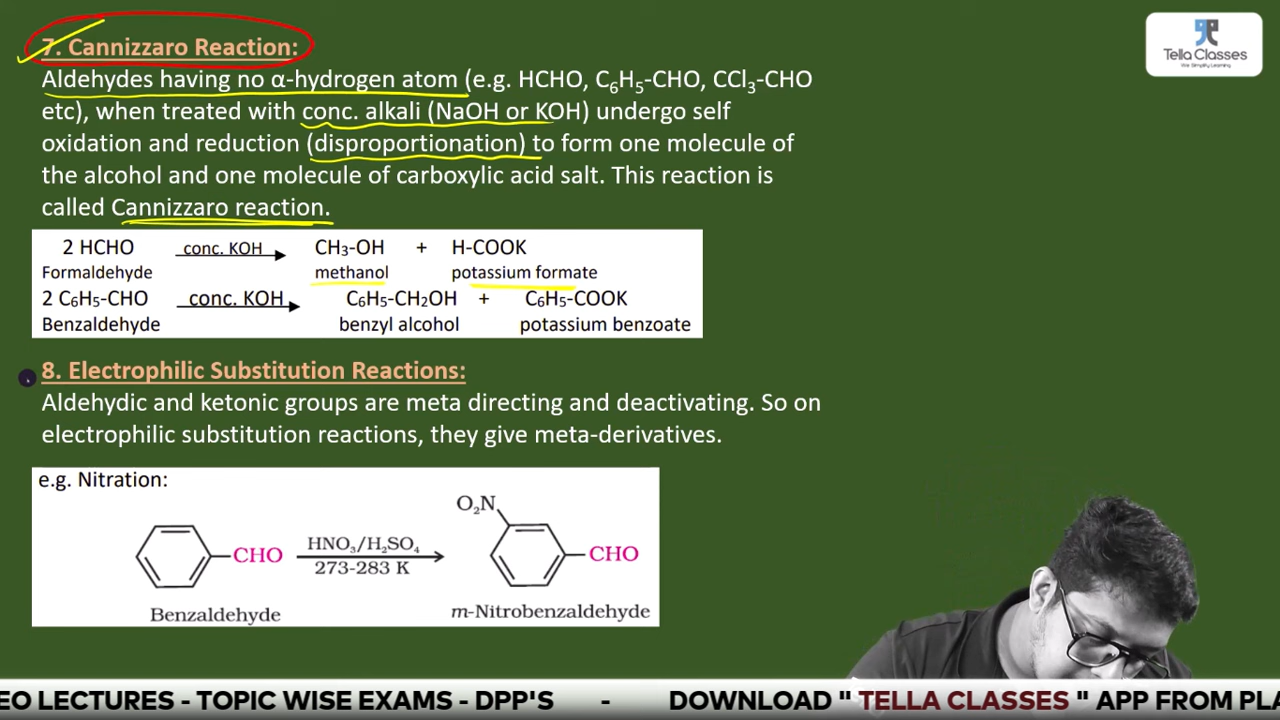 7. Cannizzaro Reaction:
Tella Classes
We Simplify Learning
Aldehydes having no α-hydrogen atom (e.g. HCHO, C₆H₅-CHO, CCl₃-CHO
etc), when treated with conc. alkali (NaOH or KOH) undergo self
oxidation and reduction (disproportionation) to form one molecule of
the alcohol and one molecule of carboxylic acid salt. This reaction is
called Cannizzaro reaction.
2 HCHO conc. KOH CH₃-OH + H-COOK
Formaldehyde methanol potassium formate
2 C₆H₅-CHO conc. KOH C₆H₅-CH₂OH + C₆H₅-COOK
Benzaldehyde benzyl alcohol potassium benzoate
8. Electrophilic Substitution Reactions:
Aldehydic and ketonic groups are meta directing and deactivating. So on
electrophilic substitution reactions, they give meta-derivatives.
e.g. Nitration:
O₂N
CHO HNO₃/H₂SO₄ CHO
273-283 K
Benzaldehyde m-Nitrobenzaldehyde
EO LECTURES - TOPIC WISE EXAMS - DPP'S - DOWNLOAD " TELLA CLASSES " APP FROM PLA